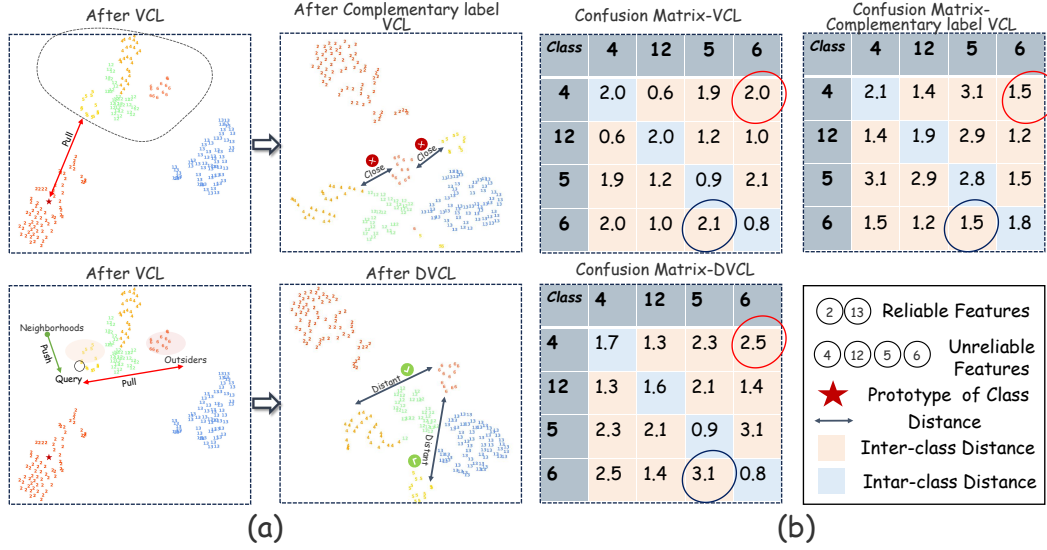 After VCL
After Complementary label
VCL
Confusion Matrix-VCL
Confusion Matrix-
Complementary label VCL
Pull
Close
Close
Class 4 12 5 6
4 2.0 0.6 1.9 2.0
12 0.6 2.0 1.2 1.0
5 1.9 1.2 0.9 2.1
6 2.0 1.0 2.1 0.8
Class 4 12 5 6
4 2.1 1.4 3.1 1.5
12 1.4 1.9 2.9 1.2
5 3.1 2.9 2.8 1.5
6 1.5 1.2 1.5 1.8
After VCL
After DVCL
Confusion Matrix-DVCL
Neighborhoods
Push
Query
Pull
Outsiders
Distant
Distant
Class 4 12 5 6
4 1.7 1.3 2.3 2.5
12 1.3 1.6 2.1 1.4
5 2.3 2.1 0.9 3.1
6 2.5 1.4 3.1 0.8
2 13 Reliable Features
4 12 5 6 Unreliable
Features
Prototype of Class
Distance
Inter-class Distance
Intar-class Distance
(a)
(b)